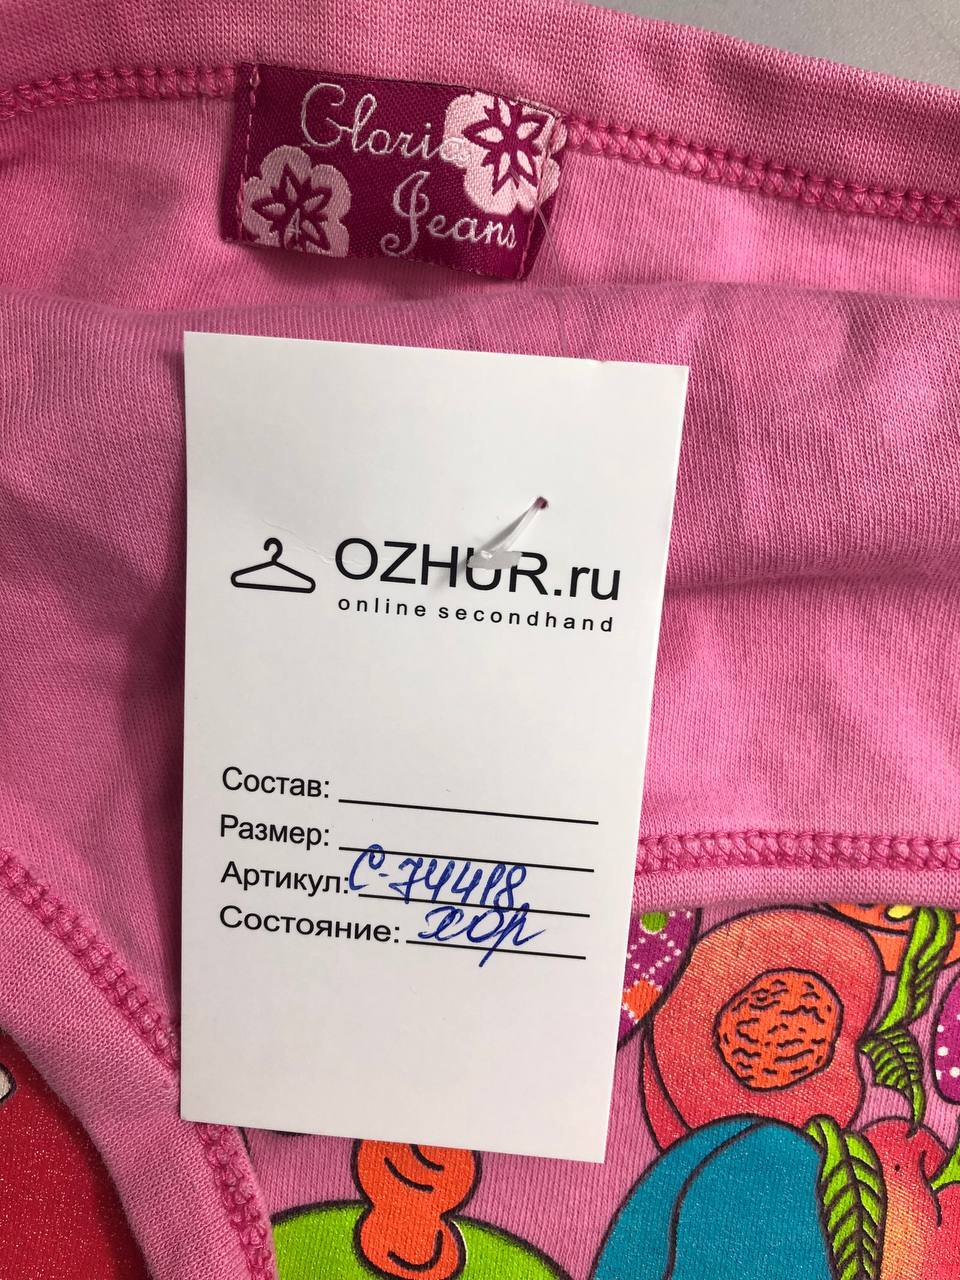 Gloria
Jeans
OZHUR.ru
online secondhand
Состав:
Размер:
Артикул: С-74418
Состояние: хор